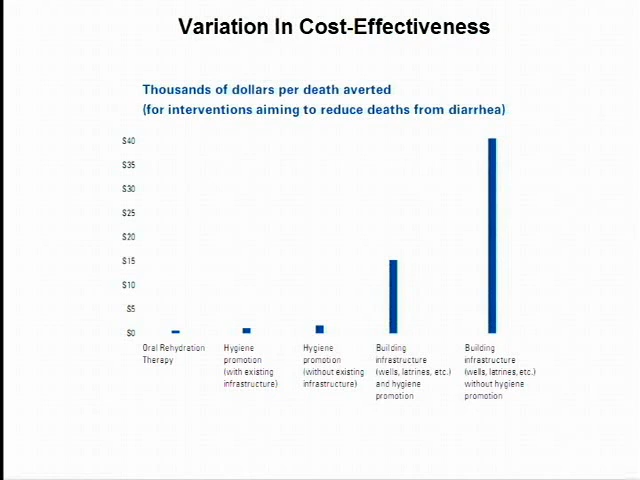 Variation In Cost-Effectiveness
Thousands of dollars per death averted
(for interventions aiming to reduce deaths from diarrhea)
$40
$35
$30
$25
$20
$15
$10
$5
$0
Oral Rehydration
Therapy
Hygiene
promotion
(with existing
infrastructure)
Hygiene
promotion
(without existing
infrastructure)
Building
infrastructure
(wells, latrines, etc.)
and hygiene
promotion
Building
infrastructure
(wells, latrines, etc.)
without hygiene
promotion